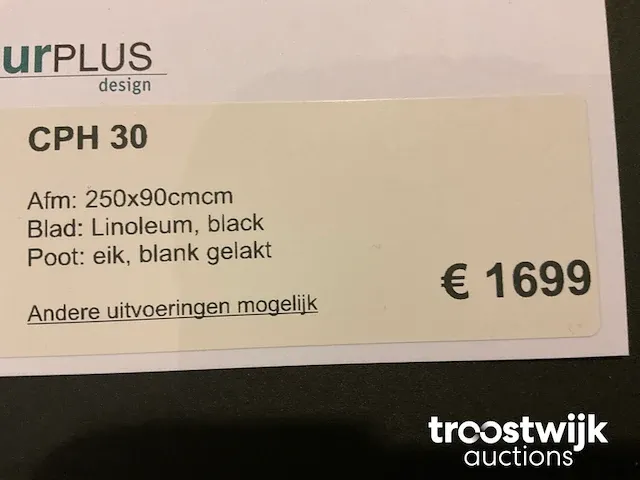 urPLUS
design
CPH 30
Afm: 250x90cmcm
Blad: Linoleum, black
Poot: eik, blank gelakt
€ 1699
Andere uitvoeringen mogelijk
troostwijk
auctions